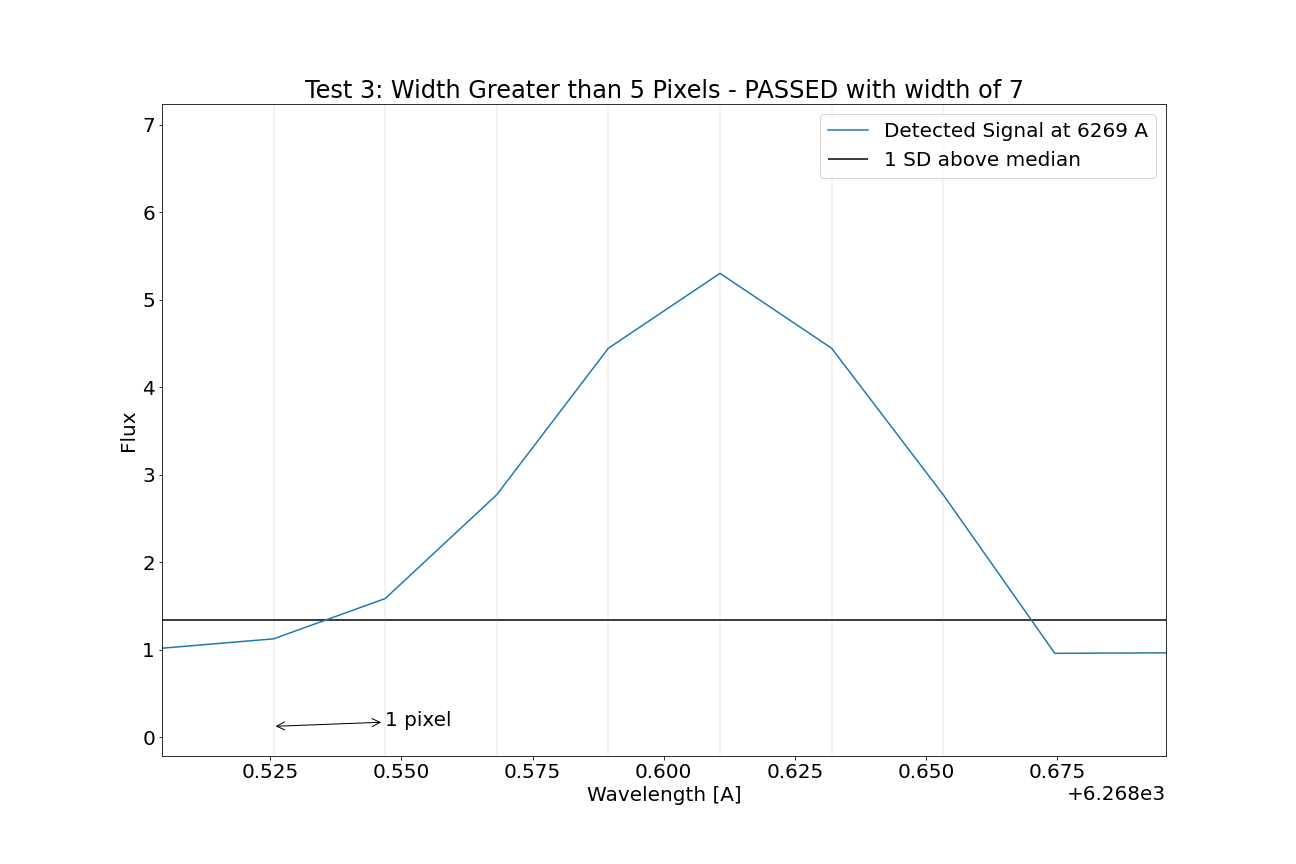 Test 3: Width Greater than 5 Pixels - PASSED with width of 7
Detected Signal at 6269 A
1 SD above median
7
6
5
4
3
2
1
0
Flux
1 pixel
0.525 0.550 0.575 0.600 0.625 0.650 0.675
Wavelength [A]
+6.268e3